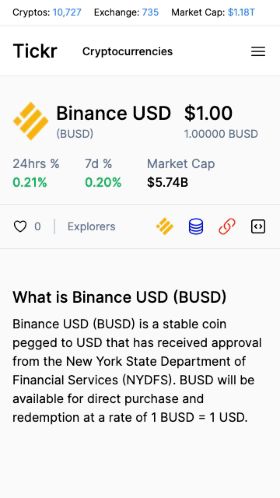 Cryptos: 10,727 Exchange: 735 Market Cap: $1.18T
Tickr Cryptocurrencies
Binance USD $1.00
(BUSD) 1.00000 BUSD
24hrs % 7d % Market Cap
0.21% 0.20% $5.74B
0 Explorers
What is Binance USD (BUSD)
Binance USD (BUSD) is a stable coin
pegged to USD that has received approval
from the New York State Department of
Financial Services (NYDFS). BUSD will be
available for direct purchase and
redemption at a rate of 1 BUSD = 1 USD.